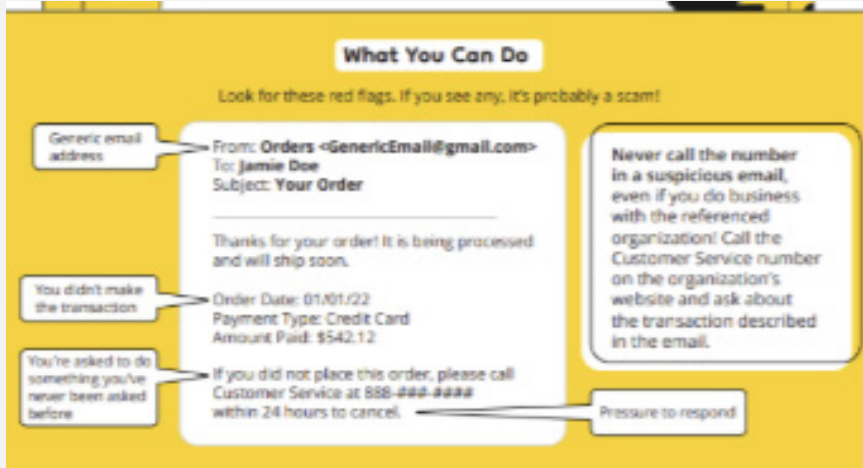 What You Can Do
Look for these red flags. If you see any, it's probably a scam!
Generic email
address
From: Orders <GenericEmail@gmail.com>
To: Jamie Doe
Subject: Your Order
Thanks for your order! It is being processed
and will ship soon.
You didn't make
the transaction
Order Date: 01/01/22
Payment Type: Credit Card
Amount Paid: $542.12
You're asked to do
something you've
never been asked
before
If you did not place this order, please call
Customer Service at 888-###-####
within 24 hours to cancel.
Pressure to respond
Never call the number
in a suspicious email,
even if you do business
with the referenced
organization! Call the
Customer Service number
on the organization's
website and ask about
the transaction described
in the email.